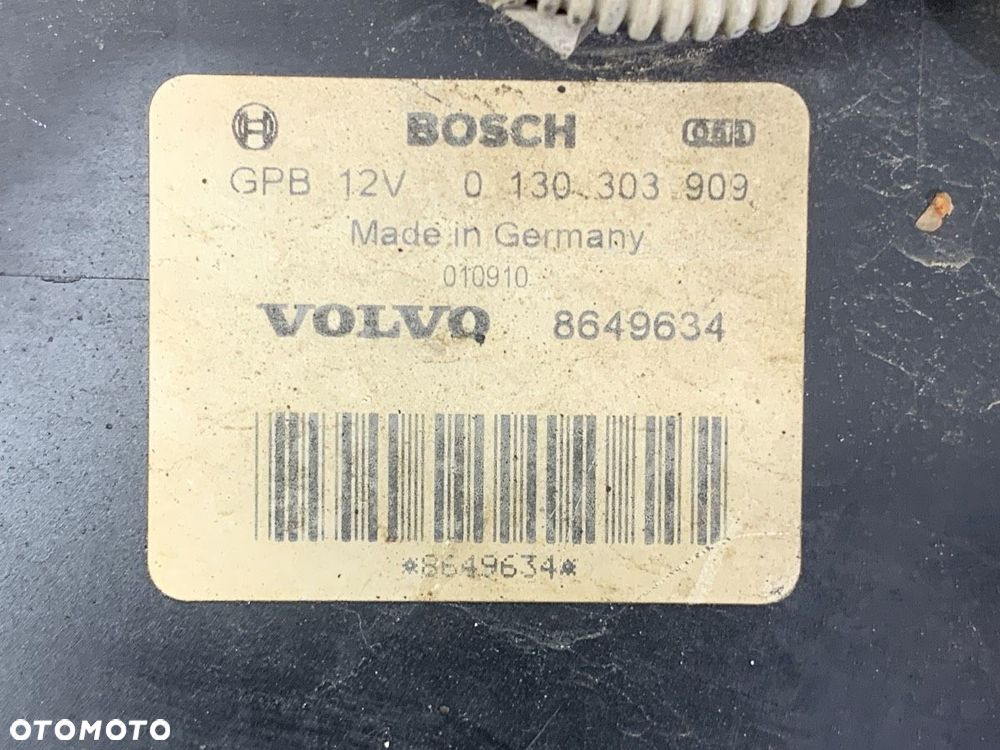 BOSCH
GPB 12V 0 130 303 909
Made in Germany
010910
VOLVO 8649634
*8649634*
OTOMOTO